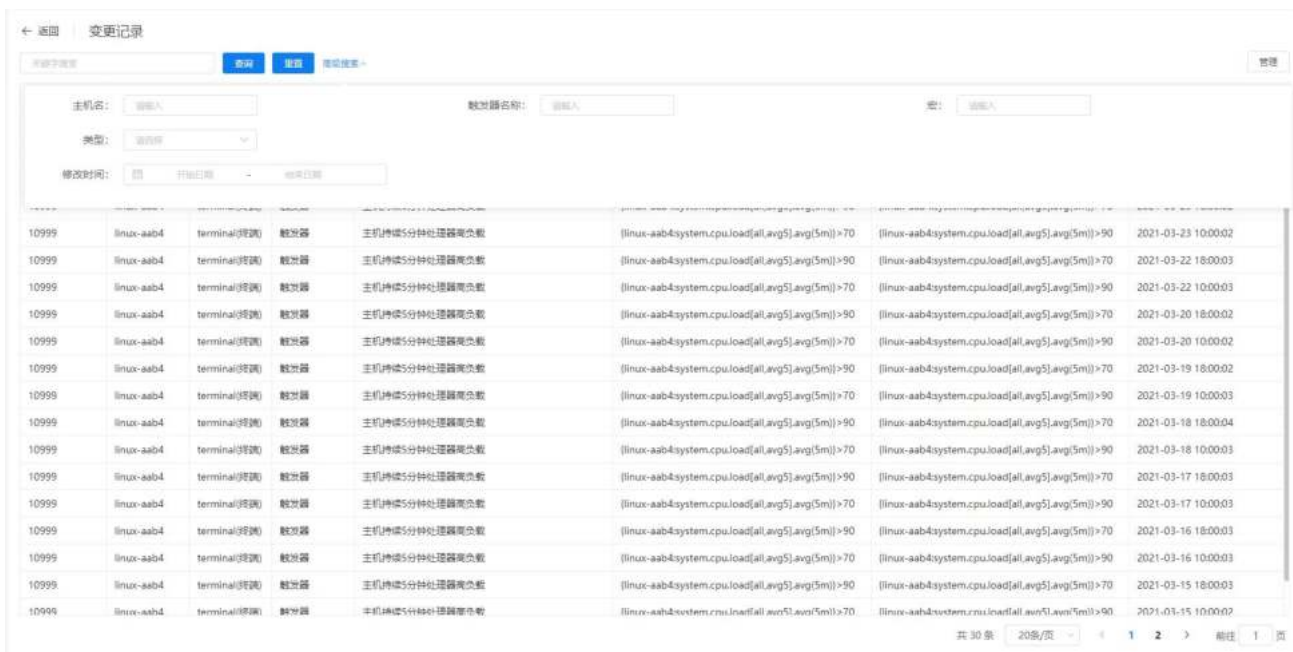 ← 返回 变更记录
关键字搜索 查询 重置 高级搜索 管理
主机名: 请输入 触发器名称: 请输入 宏: 请输入
类型: 请选择
修改时间: 开始日期 - 结束日期
10999 linux-aab4 terminal(终端) 触发器 主机持续5分钟处理器高负载 {linux-aab4:system.cpu.load[all,avg5].avg(5m)}>70 {linux-aab4:system.cpu.load[all,avg5].avg(5m)}>90 2021-03-23 10:00:02
10999 linux-aab4 terminal(终端) 触发器 主机持续5分钟处理器高负载 {linux-aab4:system.cpu.load[all,avg5].avg(5m)}>90 {linux-aab4:system.cpu.load[all,avg5].avg(5m)}>70 2021-03-22 18:00:03
10999 linux-aab4 terminal(终端) 触发器 主机持续5分钟处理器高负载 {linux-aab4:system.cpu.load[all,avg5].avg(5m)}>70 {linux-aab4:system.cpu.load[all,avg5].avg(5m)}>90 2021-03-22 10:00:03
10999 linux-aab4 terminal(终端) 触发器 主机持续5分钟处理器高负载 {linux-aab4:system.cpu.load[all,avg5].avg(5m)}>90 {linux-aab4:system.cpu.load[all,avg5].avg(5m)}>70 2021-03-20 18:00:02
10999 linux-aab4 terminal(终端) 触发器 主机持续5分钟处理器高负载 {linux-aab4:system.cpu.load[all,avg5].avg(5m)}>70 {linux-aab4:system.cpu.load[all,avg5].avg(5m)}>90 2021-03-20 10:00:02
10999 linux-aab4 terminal(终端) 触发器 主机持续5分钟处理器高负载 {linux-aab4:system.cpu.load[all,avg5].avg(5m)}>90 {linux-aab4:system.cpu.load[all,avg5].avg(5m)}>70 2021-03-19 18:00:02
10999 linux-aab4 terminal(终端) 触发器 主机持续5分钟处理器高负载 {linux-aab4:system.cpu.load[all,avg5].avg(5m)}>70 {linux-aab4:system.cpu.load[all,avg5].avg(5m)}>90 2021-03-19 10:00:03
10999 linux-aab4 terminal(终端) 触发器 主机持续5分钟处理器高负载 {linux-aab4:system.cpu.load[all,avg5].avg(5m)}>90 {linux-aab4:system.cpu.load[all,avg5].avg(5m)}>70 2021-03-18 18:00:04
10999 linux-aab4 terminal(终端) 触发器 主机持续5分钟处理器高负载 {linux-aab4:system.cpu.load[all,avg5].avg(5m)}>70 {linux-aab4:system.cpu.load[all,avg5].avg(5m)}>90 2021-03-18 10:00:03
10999 linux-aab4 terminal(终端) 触发器 主机持续5分钟处理器高负载 {linux-aab4:system.cpu.load[all,avg5].avg(5m)}>90 {linux-aab4:system.cpu.load[all,avg5].avg(5m)}>70 2021-03-17 18:00:03
10999 linux-aab4 terminal(终端) 触发器 主机持续5分钟处理器高负载 {linux-aab4:system.cpu.load[all,avg5].avg(5m)}>70 {linux-aab4:system.cpu.load[all,avg5].avg(5m)}>90 2021-03-17 10:00:03
10999 linux-aab4 terminal(终端) 触发器 主机持续5分钟处理器高负载 {linux-aab4:system.cpu.load[all,avg5].avg(5m)}>90 {linux-aab4:system.cpu.load[all,avg5].avg(5m)}>70 2021-03-16 18:00:03
10999 linux-aab4 terminal(终端) 触发器 主机持续5分钟处理器高负载 {linux-aab4:system.cpu.load[all,avg5].avg(5m)}>70 {linux-aab4:system.cpu.load[all,avg5].avg(5m)}>90 2021-03-16 10:00:03
10999 linux-aab4 terminal(终端) 触发器 主机持续5分钟处理器高负载 {linux-aab4:system.cpu.load[all,avg5].avg(5m)}>90 {linux-aab4:system.cpu.load[all,avg5].avg(5m)}>70 2021-03-15 18:00:03
10999 linux-aab4 terminal(终端) 触发器 主机持续5分钟处理器高负载 {linux-aab4:system.cpu.load[all,avg5].avg(5m)}>70 {linux-aab4:system.cpu.load[all,avg5].avg(5m)}>90 2021-03-15 10:00:02
共 30 条 20条/页 < 1 2 > 前往 1 页